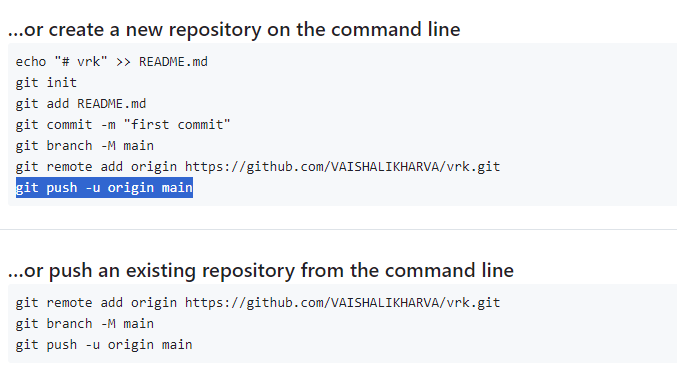 ...or create a new repository on the command line
echo "# vrk" >> README.md
git init
git add README.md
git commit -m "first commit"
git branch -M main
git remote add origin https://github.com/VAISHALIKHARVA/vrk.git
git push -u origin main
...or push an existing repository from the command line
git remote add origin https://github.com/VAISHALIKHARVA/vrk.git
git branch -M main
git push -u origin main